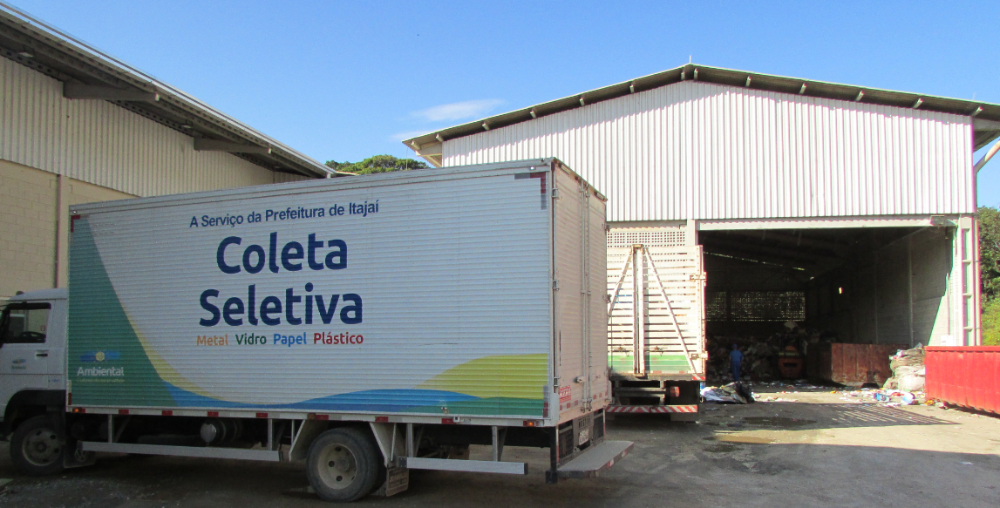 A Serviço da Prefeitura de Itajaí
Coleta
Seletiva
Metal Vidro Papel Plástico
Ambiental